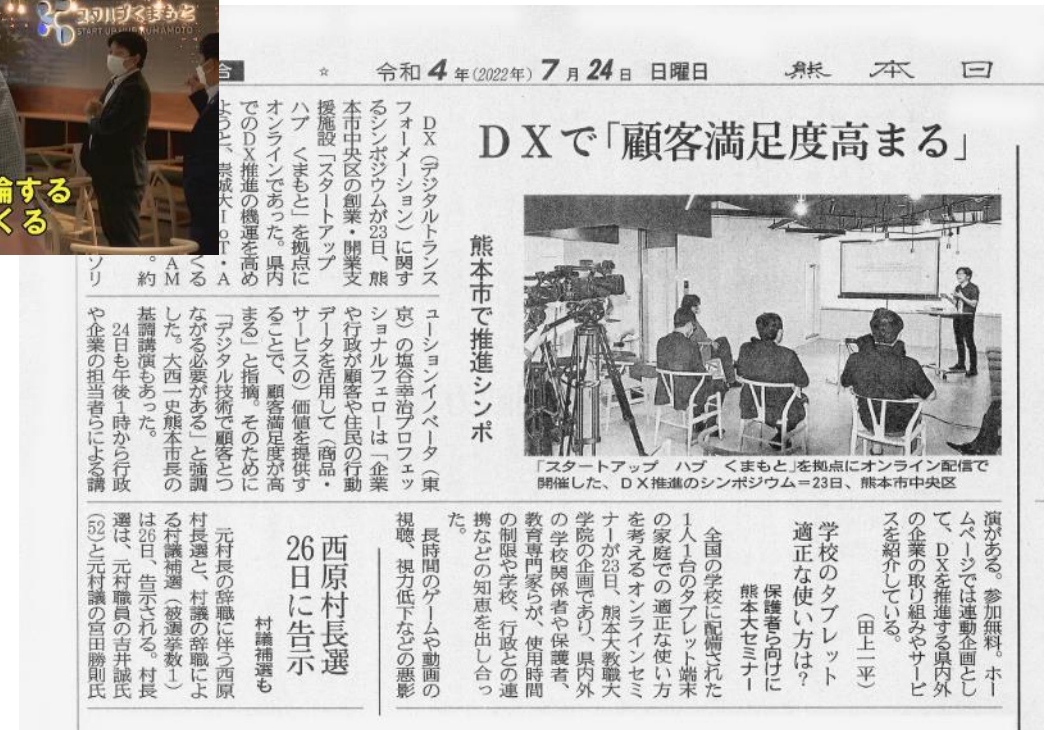 スタハブくまもと
START UP HUB KUMAMOTO
論する
くる
合 ☆ 令和4年(2022年)7月24日 日曜日 熊本日
DXで「顧客満足度高まる」
熊本市で推進シンポ
「スタートアップ ハブ くまもと」を拠点にオンライン配信で
開催した、DX推進のシンポジウム=23日、熊本市中央区
DX(デジタルトランス
フォーメーション)に関す
るシンポジウムが23日、熊
本市中央区の創業・開業支
援施設「スタートアップ
ハブ くまもと」を拠点に
オンラインであった。県内
でのDX推進の機運を高め
ようと、崇城大IoT・A
くる
AM
。約
ソリ
ューションイノベータ(東
京)の塩谷幸治プロフェッ
ショナルフェローは「企業
や行政が顧客や住民の行動
データを活用して(商品・
サービスの)価値を提供す
ることで、顧客満足度が高
まる」と指摘。そのために
「デジタル技術で顧客とつ
ながる必要がある」と強調
した。大西一史熊本市長の
基調講演もあった。
24日も午後1時から行政
や企業の担当者らによる講
演がある。参加無料。ホー
ムページでは連動企画とし
て、DXを推進する県内外
の企業の取り組みやサービ
スを紹介している。
(田上一平)
学校のタブレット
適正な使い方は?
保護者ら向けに
熊本大セミナー
全国の学校に配備された
1人1台のタブレット端末
の家庭での適正な使い方
を考えるオンラインセミ
ナーが23日、熊本大教職大
学院の企画であり、県内外
の学校関係者や保護者、
教育専門家らが、使用時間
の制限や学校、行政との連
携などの知恵を出し合っ
た。
長時間のゲームや動画の
視聴、視力低下などの悪影
西原村長選
26日に告示
村議補選も
元村長の辞職に伴う西原
村長選と、村議の辞職によ
る村議補選(被選挙数1)
は26日、告示される。村長
選は、元村職員の吉井誠氏
(52)と元村議の宮田勝則氏